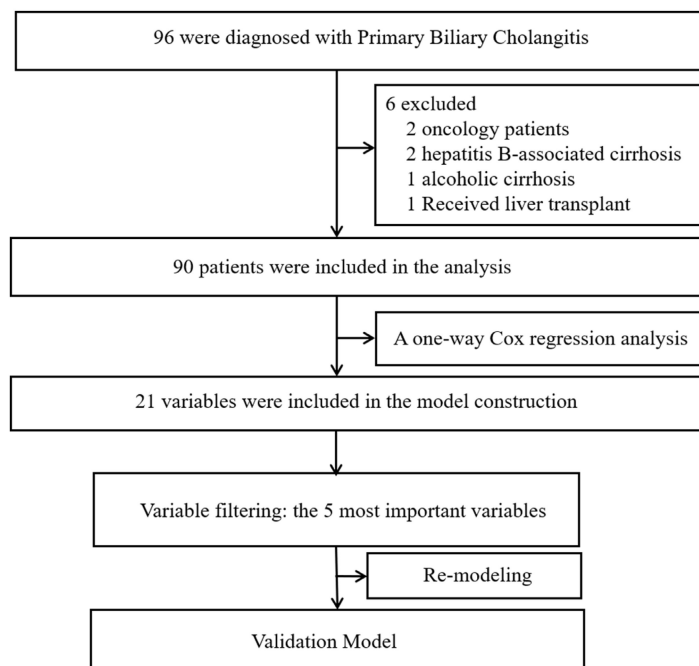 96 were diagnosed with Primary Biliary Cholangitis
6 excluded
2 oncology patients
2 hepatitis B-associated cirrhosis
1 alcoholic cirrhosis
1 Received liver transplant
90 patients were included in the analysis
A one-way Cox regression analysis
21 variables were included in the model construction
Variable filtering: the 5 most important variables
Re-modeling
Validation Model